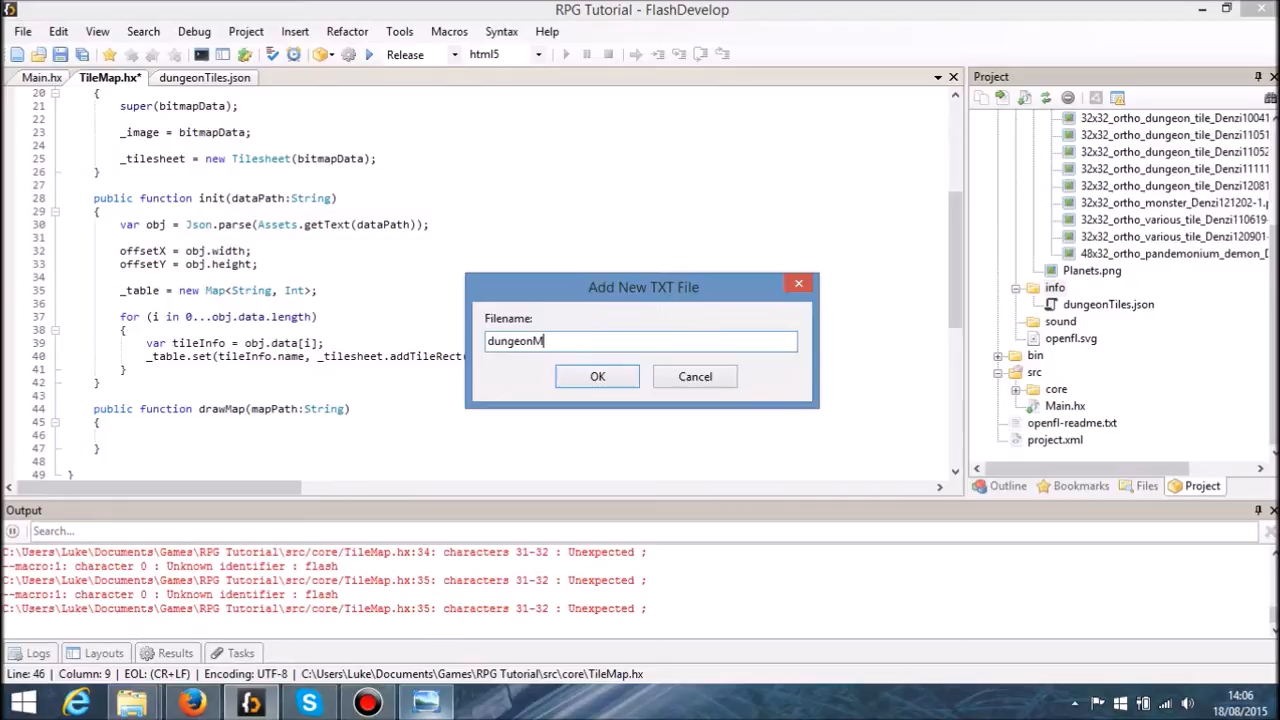 RPG Tutorial - FlashDevelop
File Edit View Search Debug Project Insert Refactor Tools Macros Syntax Help
Release html5
Main.hx TileMap.hx* dungeonTiles.json
20 {
21 super(bitmapData);
22
23 _image = bitmapData;
24
25 _tilesheet = new Tilesheet(bitmapData);
26 }
27
28 public function init(dataPath:String)
29 {
30 var obj = Json.parse(Assets.getText(dataPath));
31
32 offsetX = obj.width;
33 offsetY = obj.height;
34
35 _table = new Map<String, Int>;
36
37 for (i in 0...obj.data.length)
38 {
39 var tileInfo = obj.data[i];
40 _table.set(tileInfo.name, _tilesheet.addTileRect
41 }
42 }
43
44 public function drawMap(mapPath:String)
45 {
46
47 }
48
49 }
Add New TXT File
Filename:
dungeonM
OK Cancel
Project
32x32_ortho_dungeon_tile_Denzi10041
32x32_ortho_dungeon_tile_Denzi11052
32x32_ortho_dungeon_tile_Denzi11052
32x32_ortho_dungeon_tile_Denzi11111
32x32_ortho_dungeon_tile_Denzi12081
32x32_ortho_monster_Denzi121202-1.p
32x32_ortho_various_tile_Denzi110619
32x32_ortho_various_tile_Denzi120901
48x32_ortho_pandemonium_demon_D
Planets.png
info
dungeonTiles.json
sound
openfl.svg
bin
src
core
Main.hx
openfl-readme.txt
project.xml
Outline Bookmarks Files Project
Output
Search...
C:\Users\Luke\Documents\Games\RPG Tutorial\src/core/TileMap.hx:34: characters 31-32 : Unexpected ;
--macro:1: character 0 : Unknown identifier : flash
C:\Users\Luke\Documents\Games\RPG Tutorial\src/core/TileMap.hx:35: characters 31-32 : Unexpected ;
--macro:1: character 0 : Unknown identifier : flash
C:\Users\Luke\Documents\Games\RPG Tutorial\src/core/TileMap.hx:35: characters 31-32 : Unexpected ;
Logs Layouts Results Tasks
Line: 46 | Column: 9 | EOL: (CR+LF) | Encoding: UTF-8 | C:\Users\Luke\Documents\Games\RPG Tutorial\src\core\TileMap.hx
14:06
18/08/2015